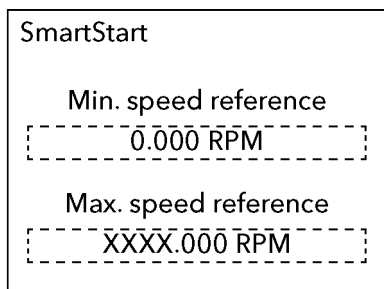 SmartStart
Min. speed reference
0.000 RPM
Max. speed reference
XXXX.000 RPM